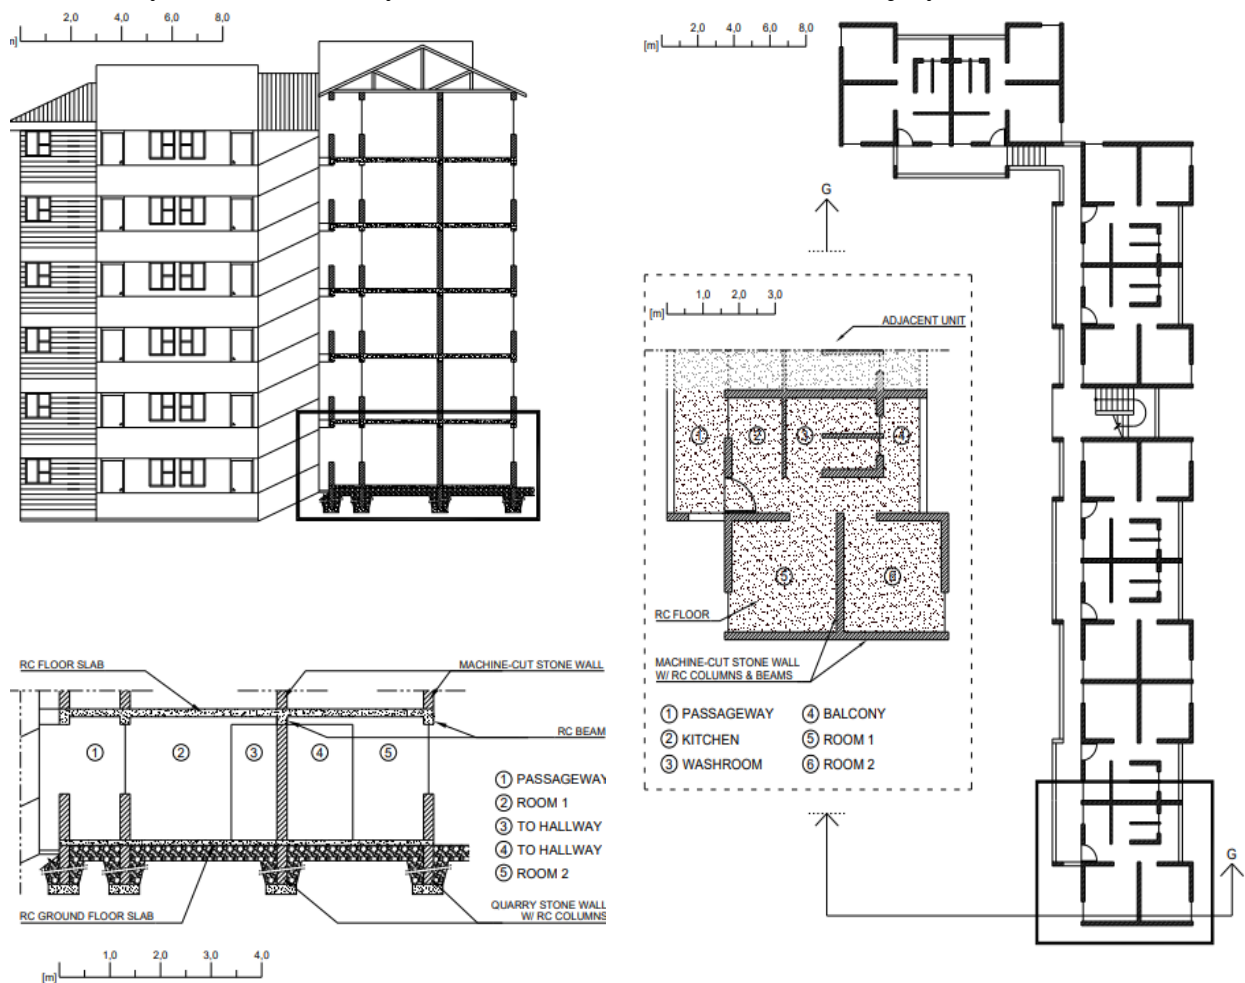 2,0 4,0 6,0 8,0
m]
2,0 4,0 6,0 8,0
[m]
G
1,0 2,0 3,0
[m]
ADJACENT UNIT
1 2 3 4
5 6
RC FLOOR
MACHINE-CUT STONE WALL
W/ RC COLUMNS & BEAMS
1 PASSAGEWAY
2 KITCHEN
3 WASHROOM
4 BALCONY
5 ROOM 1
6 ROOM 2
G
RC FLOOR SLAB
MACHINE-CUT STONE WALL
RC BEAM
1 2 3 4 5
1 PASSAGEWAY
2 ROOM 1
3 TO HALLWAY
4 TO HALLWAY
5 ROOM 2
RC GROUND FLOOR SLAB
QUARRY STONE WALL
W/ RC COLUMNS
1,0 2,0 3,0 4,0
[m]